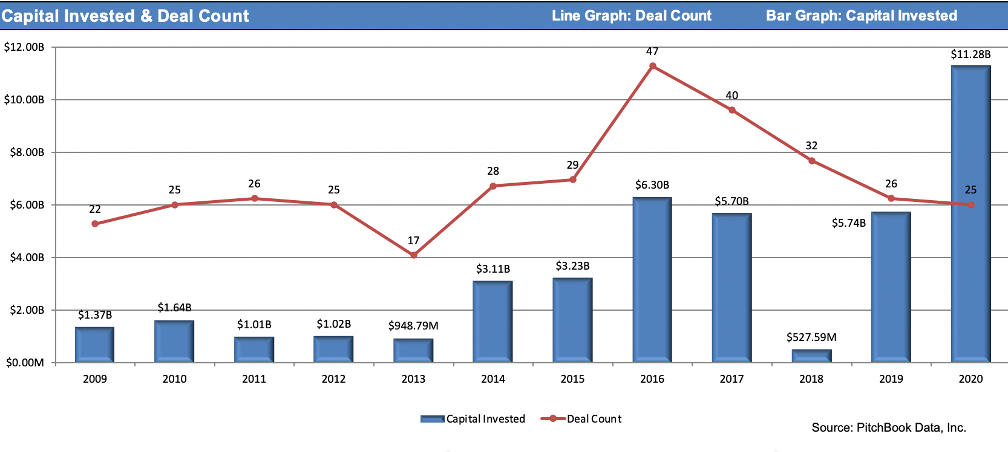 Capital Invested & Deal Count Line Graph: Deal Count Bar Graph: Capital Invested
$12.00B
$10.00B
$8.00B
$6.00B
$4.00B
$2.00B
$0.00M
22
25
26
25
17
28
29
47
40
32
26
25
$1.37B
$1.64B
$1.01B
$1.02B
$948.79M
$3.11B
$3.23B
$6.30B
$5.70B
$527.59M
$5.74B
$11.28B
2009 2010 2011 2012 2013 2014 2015 2016 2017 2018 2019 2020
Capital Invested Deal Count
Source: PitchBook Data, Inc.